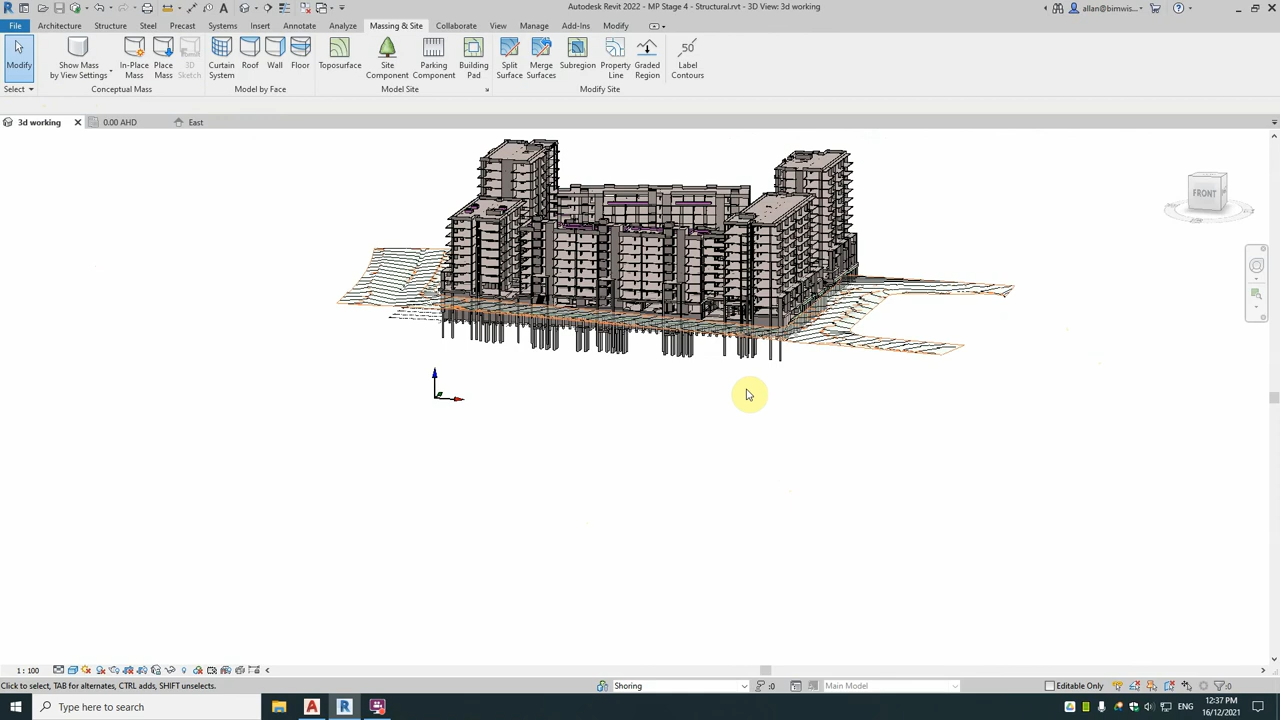 Autodesk Revit 2022 - MP Stage 4 - Structural.rvt - 3D View: 3d working
allan@bimwis...
File Architecture Structure Steel Precast Systems Insert Annotate Analyze Massing & Site Collaborate View Manage Add-Ins Modify
Modify
Show Mass
by View Settings
In-Place
Mass
Place
Mass
3D
Sketch
Curtain
System
Roof
Wall
Floor
Toposurface
Site
Component
Parking
Component
Building
Pad
Split
Surface
Merge
Surfaces
Subregion
Property
Line
Graded
Region
50
Label
Contours
Select
Conceptual Mass
Model by Face
Model Site
Modify Site
3d working
0.00 AHD
East
FRONT
1 : 100
Click to select, TAB for alternates, CTRL adds, SHIFT unselects.
Shoring
:0
Main Model
Editable Only
:0
Type here to search
ENG
12:37 PM
16/12/2021